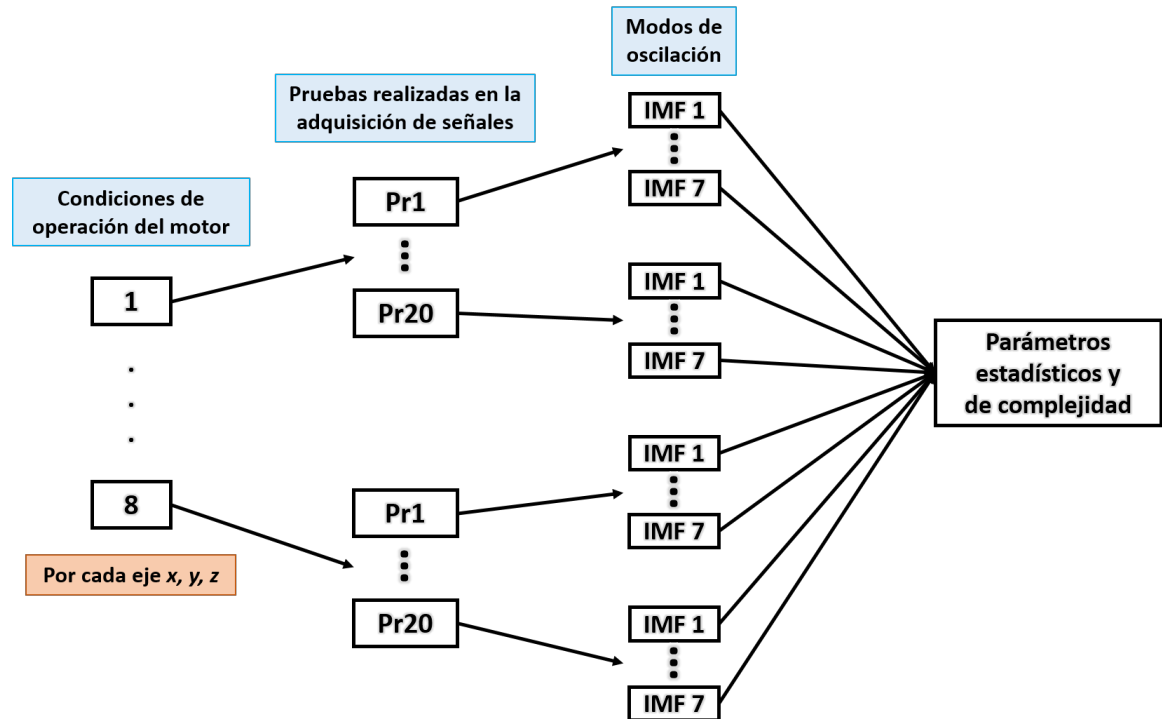 Modos de
oscilación
Pruebas realizadas en la
adquisición de señales
Condiciones de
operación del motor
1
8
Por cada eje x, y, z
Pr1
Pr20
Pr1
Pr20
IMF 1
IMF 7
IMF 1
IMF 7
IMF 1
IMF 7
IMF 1
IMF 7
Parámetros
estadísticos y
de complejidad